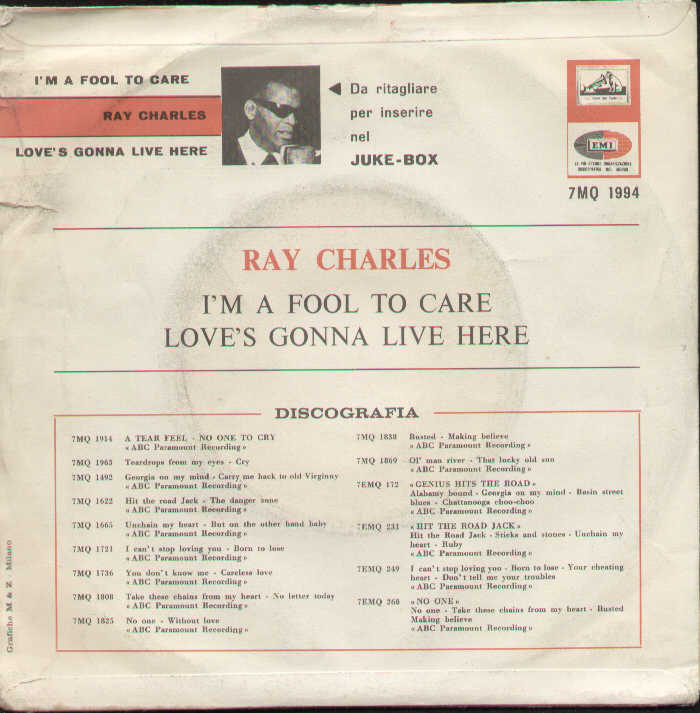 I'M A FOOL TO CARE
RAY CHARLES
LOVE'S GONNA LIVE HERE
Da ritagliare
per inserire
nel
JUKE-BOX
EMI
7MQ 1994
RAY CHARLES
I'M A FOOL TO CARE
LOVE'S GONNA LIVE HERE
DISCOGRAFIA
7MQ 1914 A TEAR FEEL - NO ONE TO CRY
« ABC Paramount Recording »
7MQ 1963 Teardrops from my eyes - Cry
7MQ 1492 Georgia on my mind - Carry me back to old Virginny
« ABC Paramount Recording »
7MQ 1622 Hit the road Jack - The danger zone
« ABC Paramount Recording »
7MQ 1665 Unchain my heart - But on the other hand baby
« ABC Paramount Recording »
7MQ 1721 I can't stop loving you - Born to lose
« ABC Paramount Recording »
7MQ 1736 You don't know me - Careless love
« ABC Paramount Recording »
7MQ 1808 Take these chains from my heart - No letter today
« ABC Paramount Recording »
7MQ 1825 No one - Without love
« ABC Paramount Recording »
7MQ 1838 Busted - Making believe
« ABC Paramount Recording »
7MQ 1869 Ol' man river - That lucky old sun
« ABC Paramount Recording »
7EMQ 172 « GENIUS HITS THE ROAD »
Alabamy bound - Georgia on my mind - Basin street
blues - Chattanooga choo-choo
« ABC Paramount Recording »
7EMQ 231 « HIT THE ROAD JACK »
Hit the Road Jack - Sticks and stones - Unchain my
heart - Ruby
« ABC Paramount Recording »
7EMQ 249 I can't stop loving you - Born to lose - Your cheating
heart - Don't tell me your troubles
« ABC Paramount Recording »
7EMQ 260 « NO ONE »
No one - Take these chains from my heart - Busted
Making believe
« ABC Paramount Recording »
Grafiche M. & Z. Milano